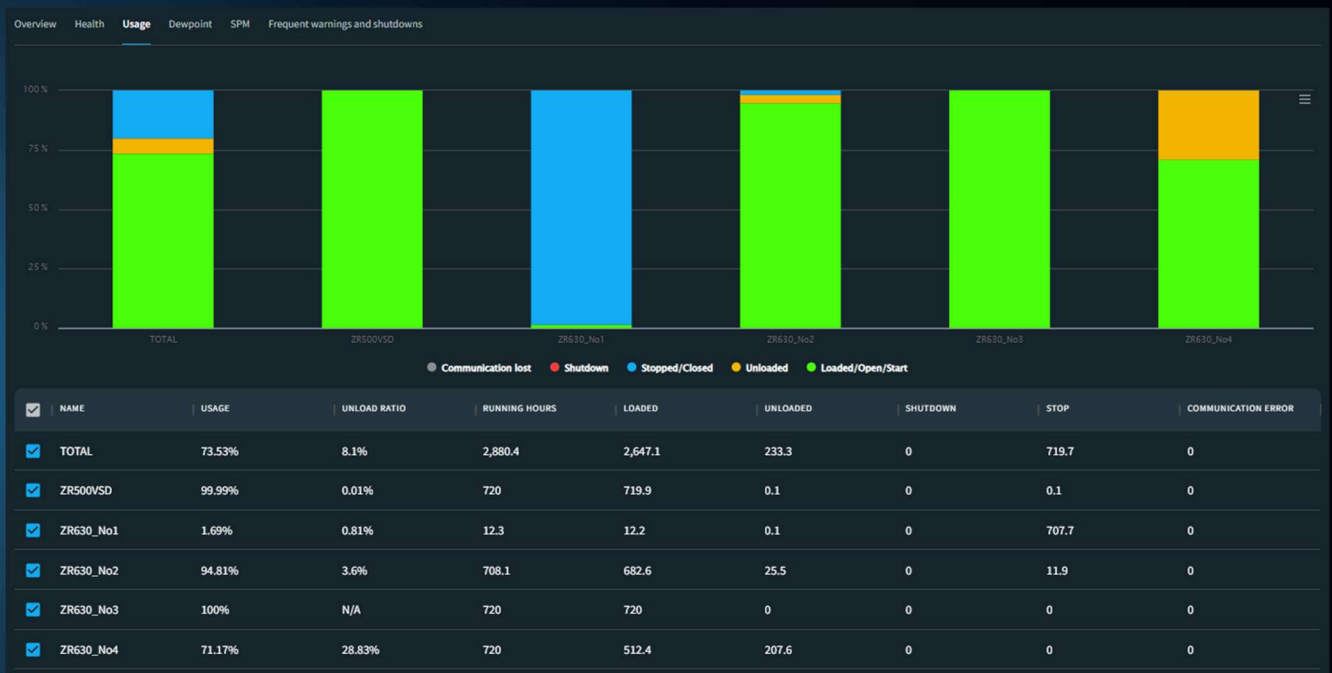 Overview Health Usage Dewpoint SPM Frequent warnings and shutdowns
100 %
75 %
50 %
25 %
0 %
TOTAL ZR500VSD ZR630_No1 ZR630_No2 ZR630_No3 ZR630_No4
Communication lost Shutdown Stopped/Closed Unloaded Loaded/Open/Start
NAME USAGE UNLOAD RATIO RUNNING HOURS LOADED UNLOADED SHUTDOWN STOP COMMUNICATION ERROR
TOTAL 73.53% 8.1% 2,880.4 2,647.1 233.3 0 719.7 0
ZR500VSD 99.99% 0.01% 720 719.9 0.1 0 0.1 0
ZR630_No1 1.69% 0.81% 12.3 12.2 0.1 0 707.7 0
ZR630_No2 94.81% 3.6% 708.1 682.6 25.5 0 11.9 0
ZR630_No3 100% N/A 720 720 0 0 0 0
ZR630_No4 71.17% 28.83% 720 512.4 207.6 0 0 0